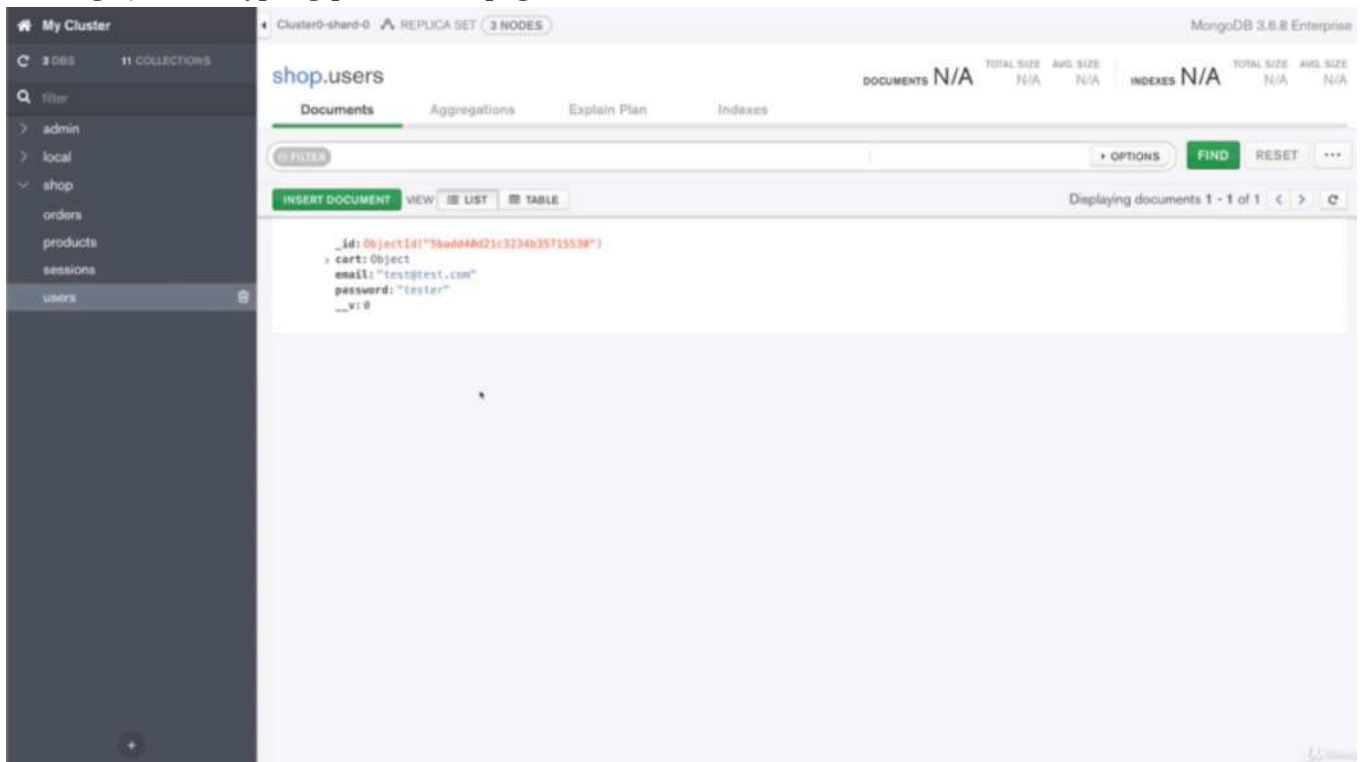 My Cluster
3 DBS 11 COLLECTIONS
filter
admin
local
shop
orders
products
sessions
users
Cluster0-shard-0 REPLICA SET 3 NODES
MongoDB 3.6.8 Enterprise
shop.users
DOCUMENTS N/A TOTAL SIZE N/A AVG. SIZE N/A INDEXES N/A TOTAL SIZE N/A AVG. SIZE N/A
Documents Aggregations Explain Plan Indexes
FILTER OPTIONS FIND RESET ...
INSERT DOCUMENT VIEW LIST TABLE Displaying documents 1 - 1 of 1
_id: ObjectId("5badd40d21c3234b35715530")
cart: Object
email: "test@test.com"
password: "tester"
__v: 0